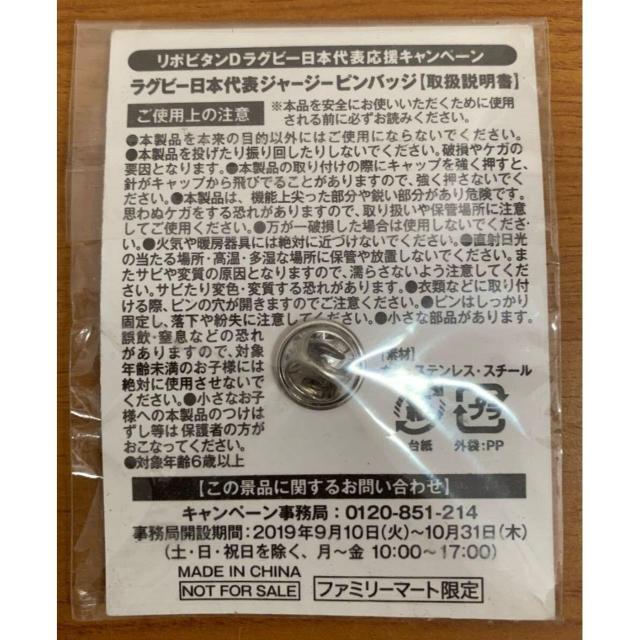 リポビタンDラグビー日本代表応援キャンペーン
ラグビー日本代表ジャージーピンバッジ【取扱説明書】
ご使用上の注意
※本品を安全にお使いいただくために使用
される前に必ずお読みください。
●本製品を本来の目的以外にはご使用にならないでください。
●本製品を投げたり振り回したりしないでください。破損やケガの
要因となります。●本製品の取り付けの際にキャップを強く押すと、
針がキャップから飛びでることがありますので、強く押さないでく
ださい。●本製品は、機能上尖った部分や鋭い部分があり危険です。
思わぬケガをする恐れがありますので、取り扱いや保管場所に注意
してご使用ください。●万が一破損した場合は使用しないでくださ
い。●火気や暖房器具には絶対に近づけないでください。●直射日光
の当たる場所・高温・多湿な場所に保管や放置しないでください。ま
たサビや変質の原因となりますので、濡らさないよう注意してくだ
さい。サビたり変色・変質する恐れがあります。●衣類などに取り付
ける際、ピンの穴が開きますのでご注意ください。●ピンはしっかり
固定し、落下や紛失に注意してください。●小さな部品があります。
誤飲・窒息などの恐れ
がありますので、対象
年齢未満のお子様には
絶対に使用させないで
ください。●小さなお子
様への本製品のつけは
ずし等は保護者の方が
おこなってください。
●対象年齢6歳以上
【素材】
ステンレス・スチール
紙
プラ
台紙
外袋:PP
【この景品に関するお問い合わせ】
キャンペーン事務局:0120-851-214
事務局開設期間:2019年9月10日(火)〜10月31日(木)
(土・日・祝日を除く、月〜金 10:00〜17:00)
MADE IN CHINA
NOT FOR SALE
ファミリーマート限定